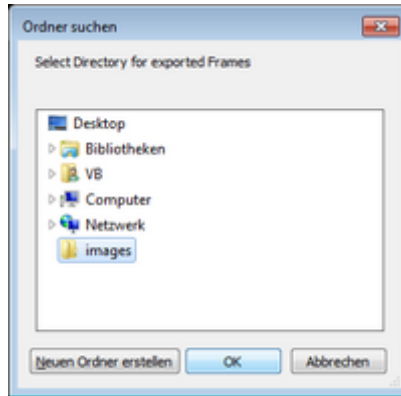 Ordner suchen
Select Directory for exported Frames
Desktop
Bibliotheken
VB
Computer
Netzwerk
images
Neuen Ordner erstellen OK Abbrechen